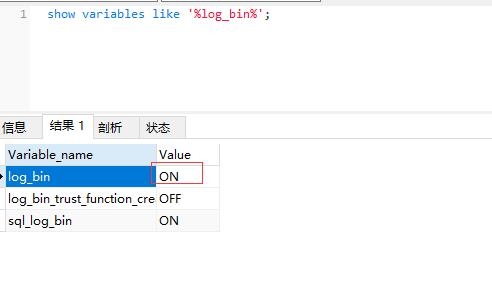 1 show variables like '%log_bin%';
信息 结果 1 剖析 状态
Variable_name Value
log_bin ON
log_bin_trust_function_cre OFF
sql_log_bin ON